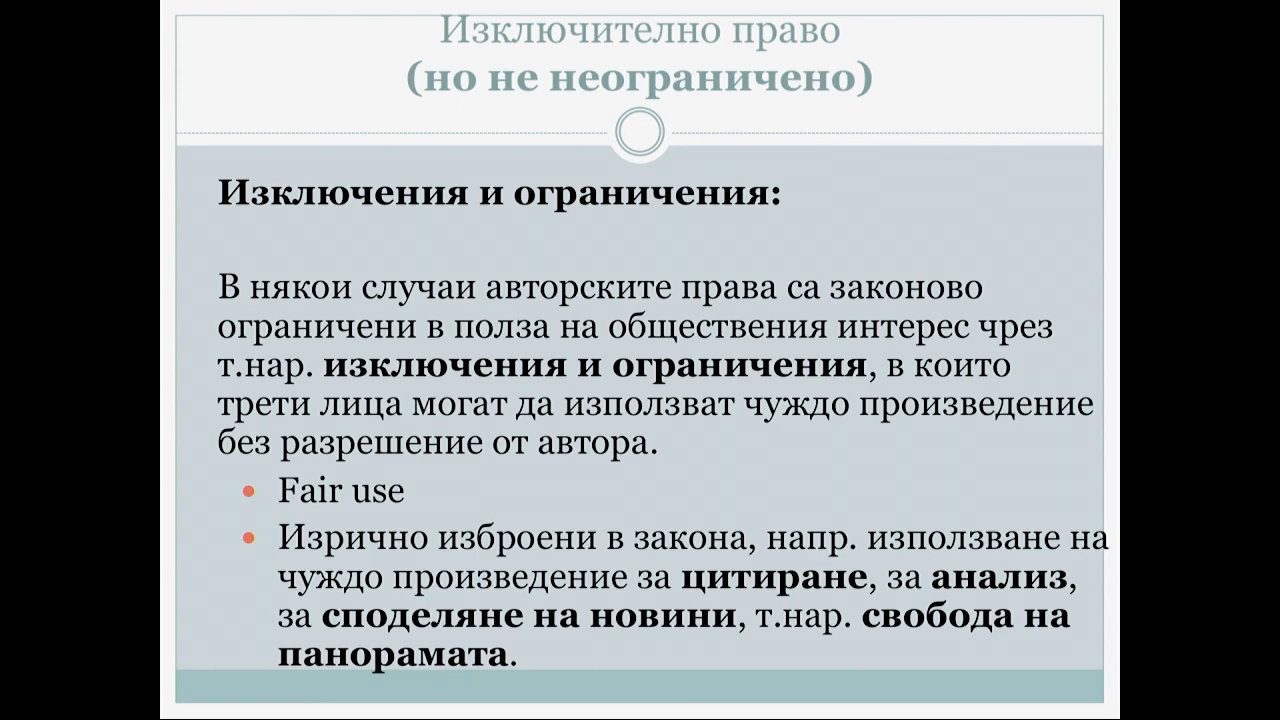 Изключително право
(но не неограничено)
Изключения и ограничения:
В някои случаи авторските права са законово
ограничени в полза на обществения интерес чрез
т.нар. изключения и ограничения, в които
трети лица могат да използват чуждо произведение
без разрешение от автора.
• Fair use
• Изрично изброени в закона, напр. използване на
чуждо произведение за цитиране, за анализ,
за споделяне на новини, т.нар. свобода на
панорамата.